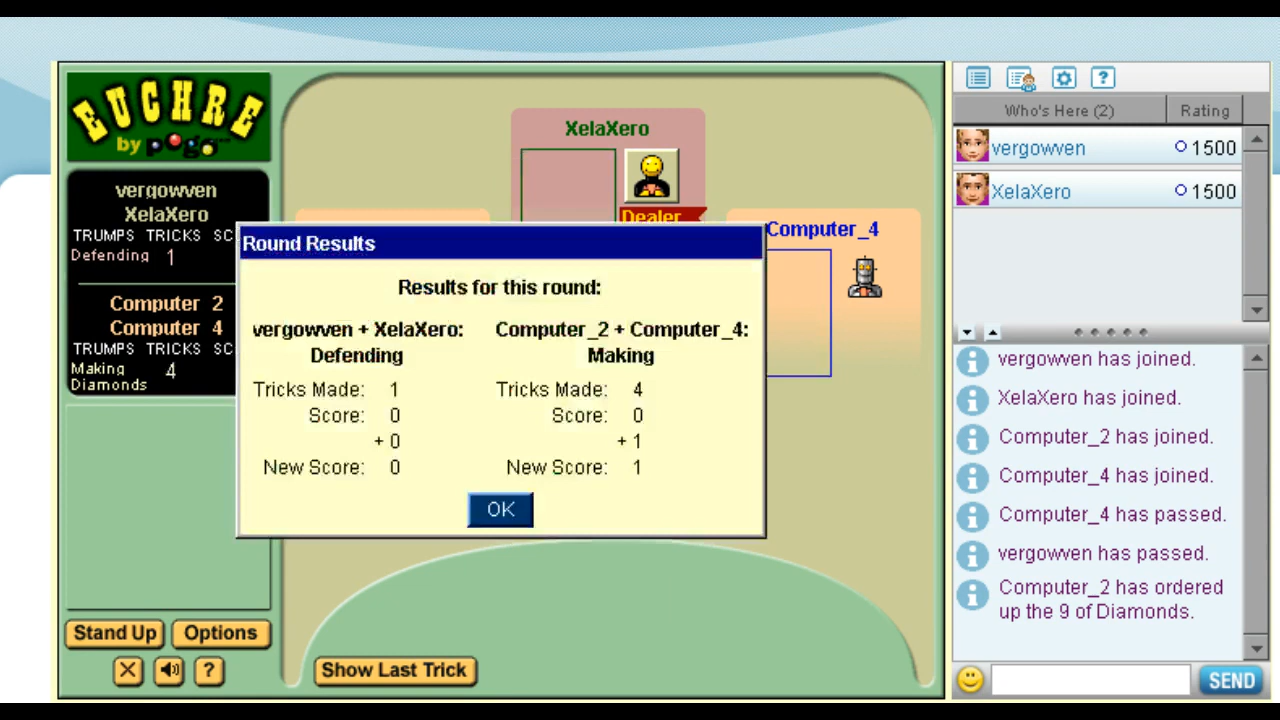 EUCHRE
by pogo
vergowven
XelaXero
TRUMPS TRICKS SC
Defending 1
Computer 2
Computer 4
TRUMPS TRICKS SC
Making 4
Diamonds
XelaXero
Dealer
Computer_4
Round Results
Results for this round:
vergowven + XelaXero: Computer_2 + Computer_4:
Defending Making
Tricks Made: 1 Tricks Made: 4
Score: 0 Score: 0
+ 0 + 1
New Score: 0 New Score: 1
OK
Stand Up Options
?
Show Last Trick
?
Who's Here (2) Rating
vergowven 1500
XelaXero 1500
vergowven has joined.
XelaXero has joined.
Computer_2 has joined.
Computer_4 has joined.
Computer_4 has passed.
vergowven has passed.
Computer_2 has ordered
up the 9 of Diamonds.
SEND